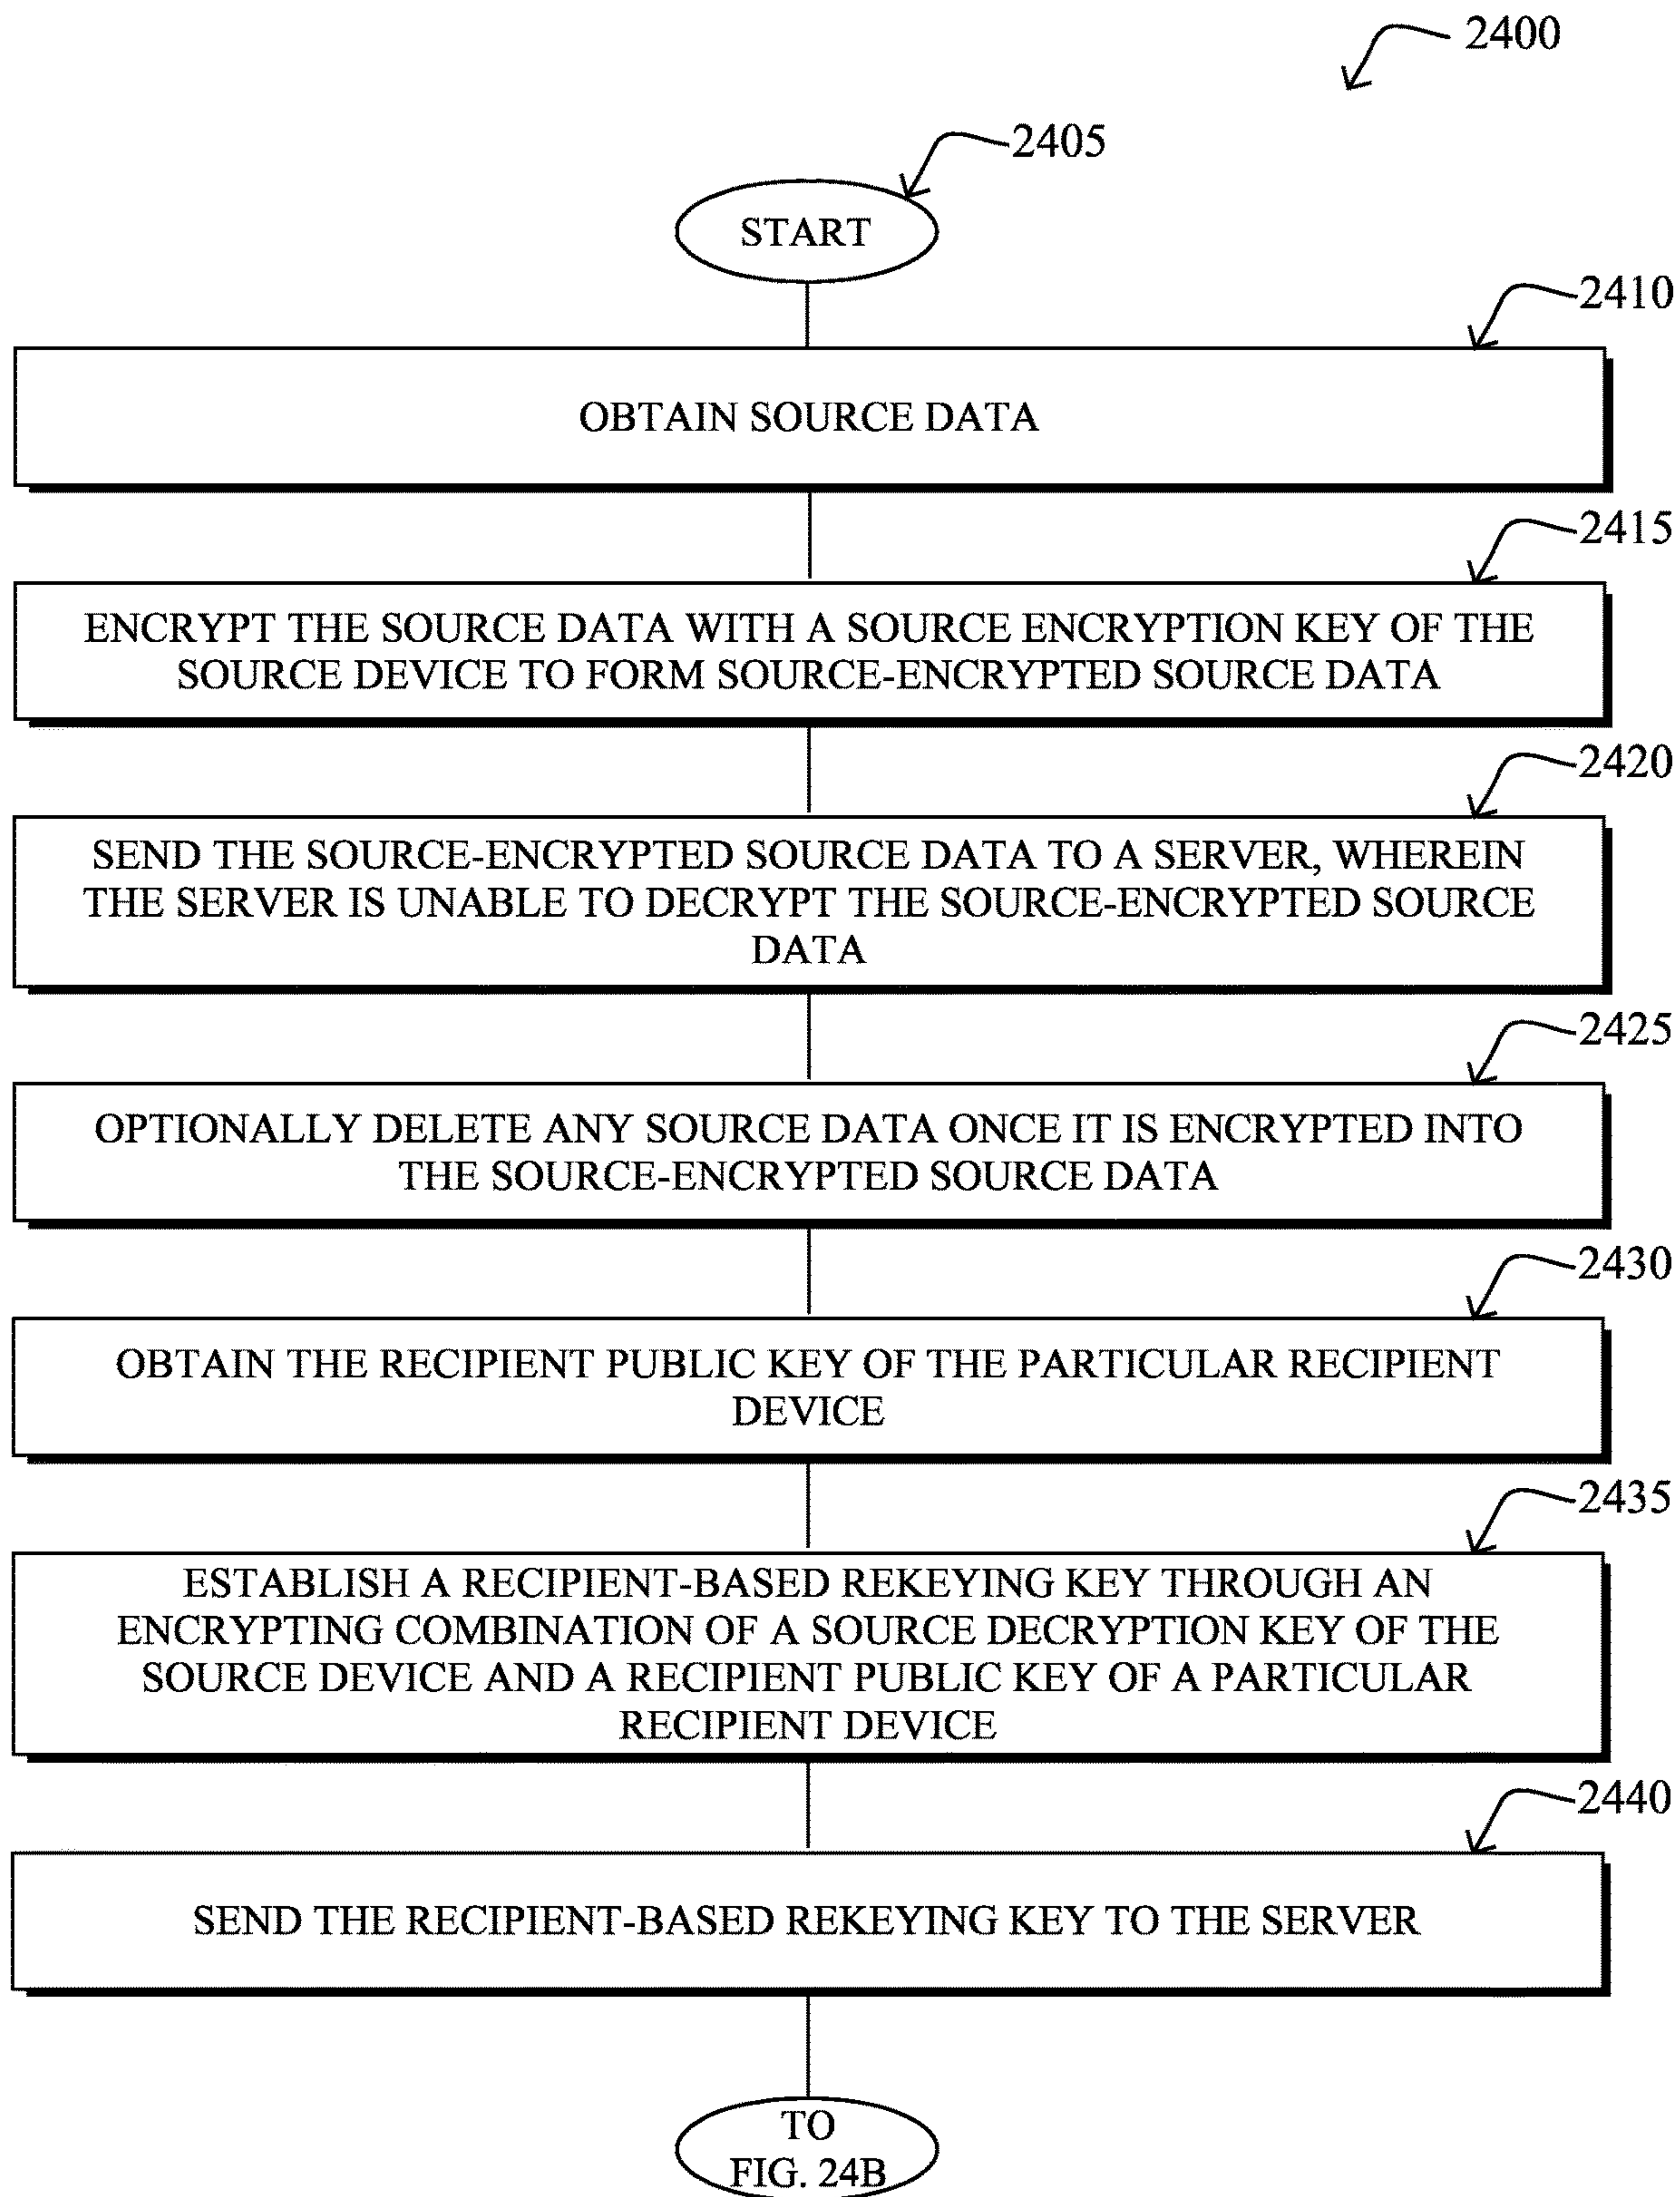 2400
2405
START
2410
OBTAIN SOURCE DATA
2415
ENCRYPT THE SOURCE DATA WITH A SOURCE ENCRYPTION KEY OF THE
SOURCE DEVICE TO FORM SOURCE-ENCRYPTED SOURCE DATA
2420
SEND THE SOURCE-ENCRYPTED SOURCE DATA TO A SERVER, WHEREIN
THE SERVER IS UNABLE TO DECRYPT THE SOURCE-ENCRYPTED SOURCE
DATA
2425
OPTIONALLY DELETE ANY SOURCE DATA ONCE IT IS ENCRYPTED INTO
THE SOURCE-ENCRYPTED SOURCE DATA
2430
OBTAIN THE RECIPIENT PUBLIC KEY OF THE PARTICULAR RECIPIENT
DEVICE
2435
ESTABLISH A RECIPIENT-BASED REKEYING KEY THROUGH AN
ENCRYPTING COMBINATION OF A SOURCE DECRYPTION KEY OF THE
SOURCE DEVICE AND A RECIPIENT PUBLIC KEY OF A PARTICULAR
RECIPIENT DEVICE
2440
SEND THE RECIPIENT-BASED REKEYING KEY TO THE SERVER
TO
FIG. 24B